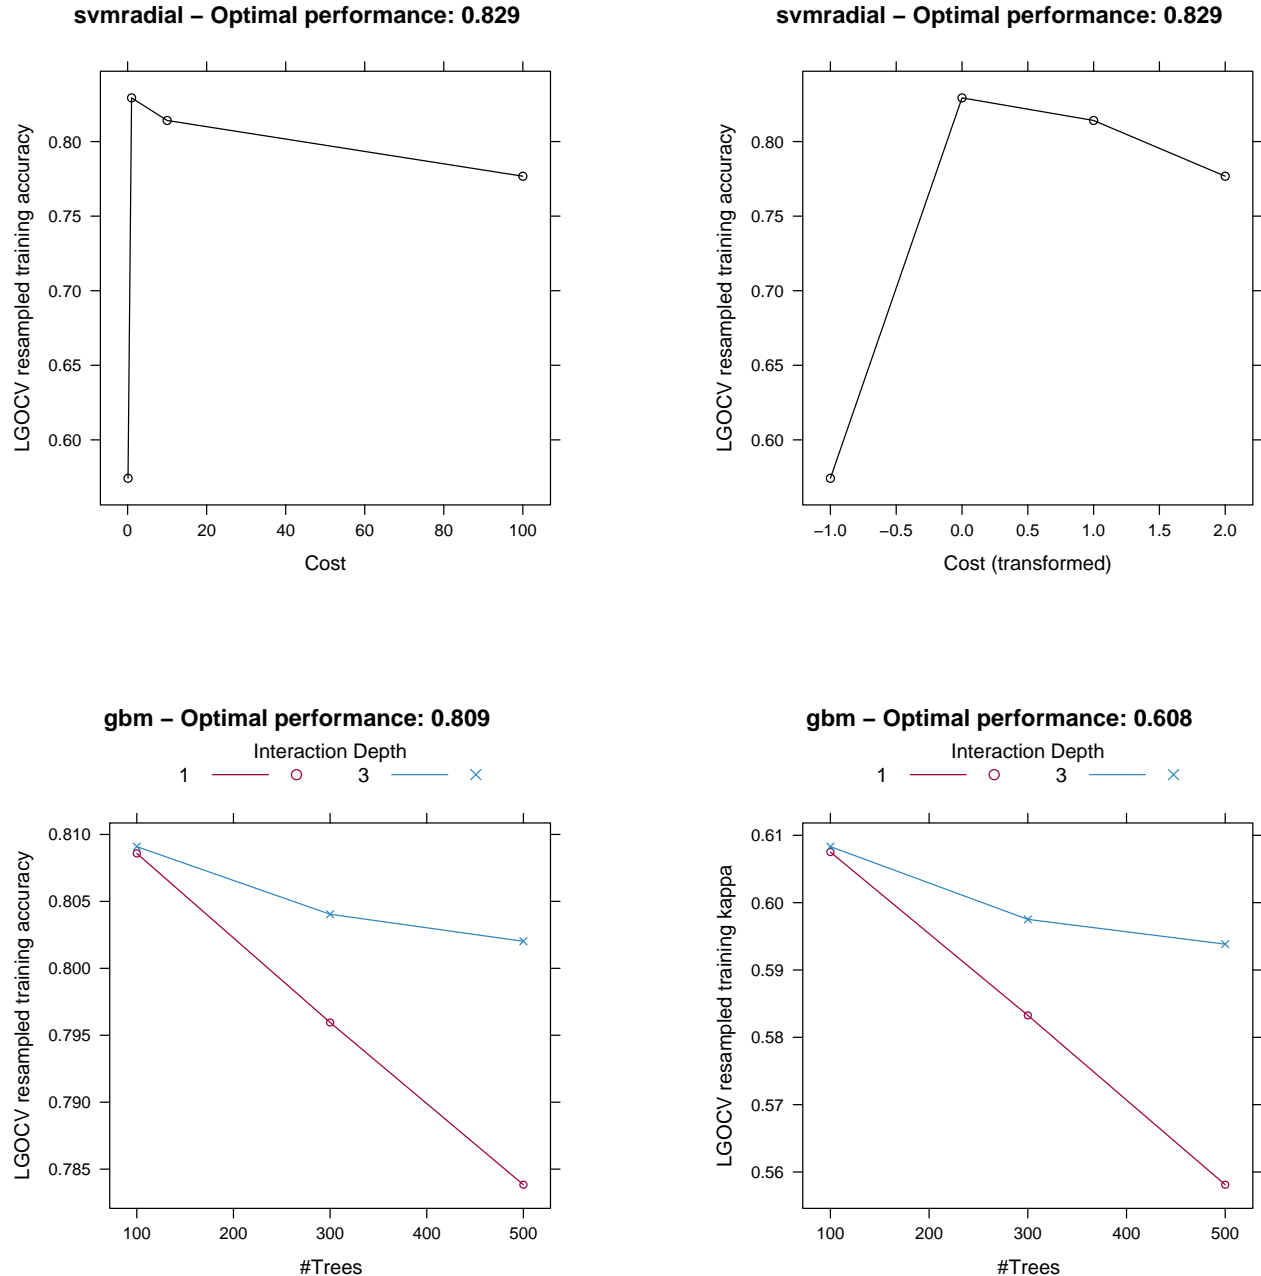 svmradial – Optimal performance: 0.829
LGOCV resampled training accuracy
0.80
0.75
0.70
0.65
0.60
0 20 40 60 80 100
Cost
svmradial – Optimal performance: 0.829
LGOCV resampled training accuracy
0.80
0.75
0.70
0.65
0.60
−1.0 −0.5 0.0 0.5 1.0 1.5 2.0
Cost (transformed)
gbm – Optimal performance: 0.809
Interaction Depth
1 3
LGOCV resampled training accuracy
0.810
0.805
0.800
0.795
0.790
0.785
100 200 300 400 500
#Trees
gbm – Optimal performance: 0.608
Interaction Depth
1 3
LGOCV resampled training kappa
0.61
0.60
0.59
0.58
0.57
0.56
100 200 300 400 500
#Trees